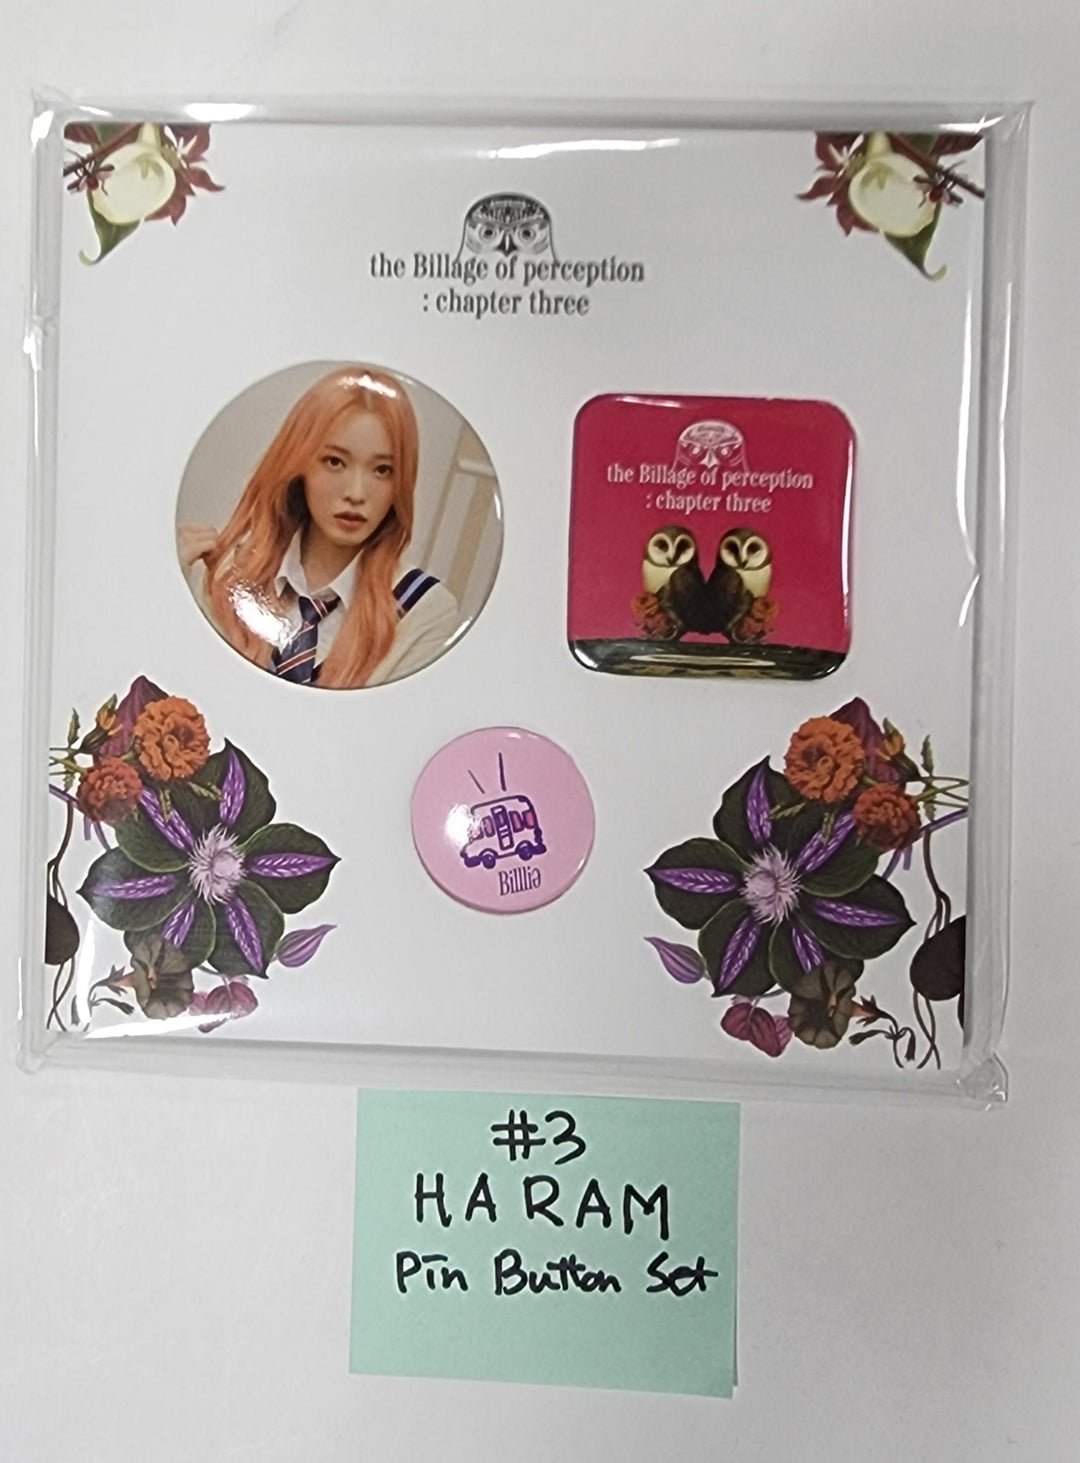 the Billage of perception
: chapter three
the Billage of perception
: chapter three
Billlie
#3
HARAM
Pin Button Set